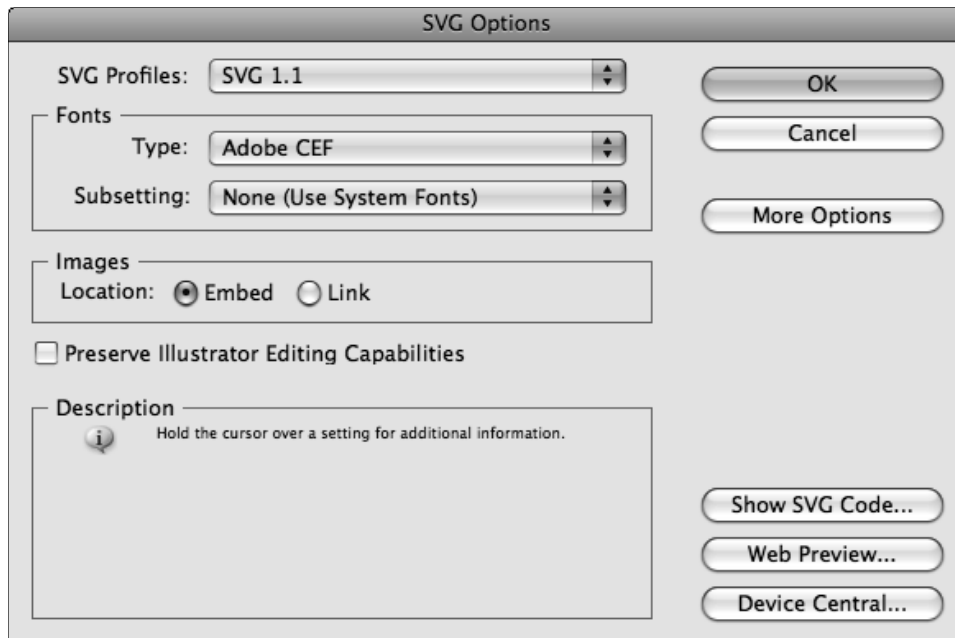 SVG Options
SVG Profiles: SVG 1.1
Fonts
Type: Adobe CEF
Subsetting: None (Use System Fonts)
Images
Location: Embed Link
Preserve Illustrator Editing Capabilities
Description
Hold the cursor over a setting for additional information.
OK
Cancel
More Options
Show SVG Code...
Web Preview...
Device Central...